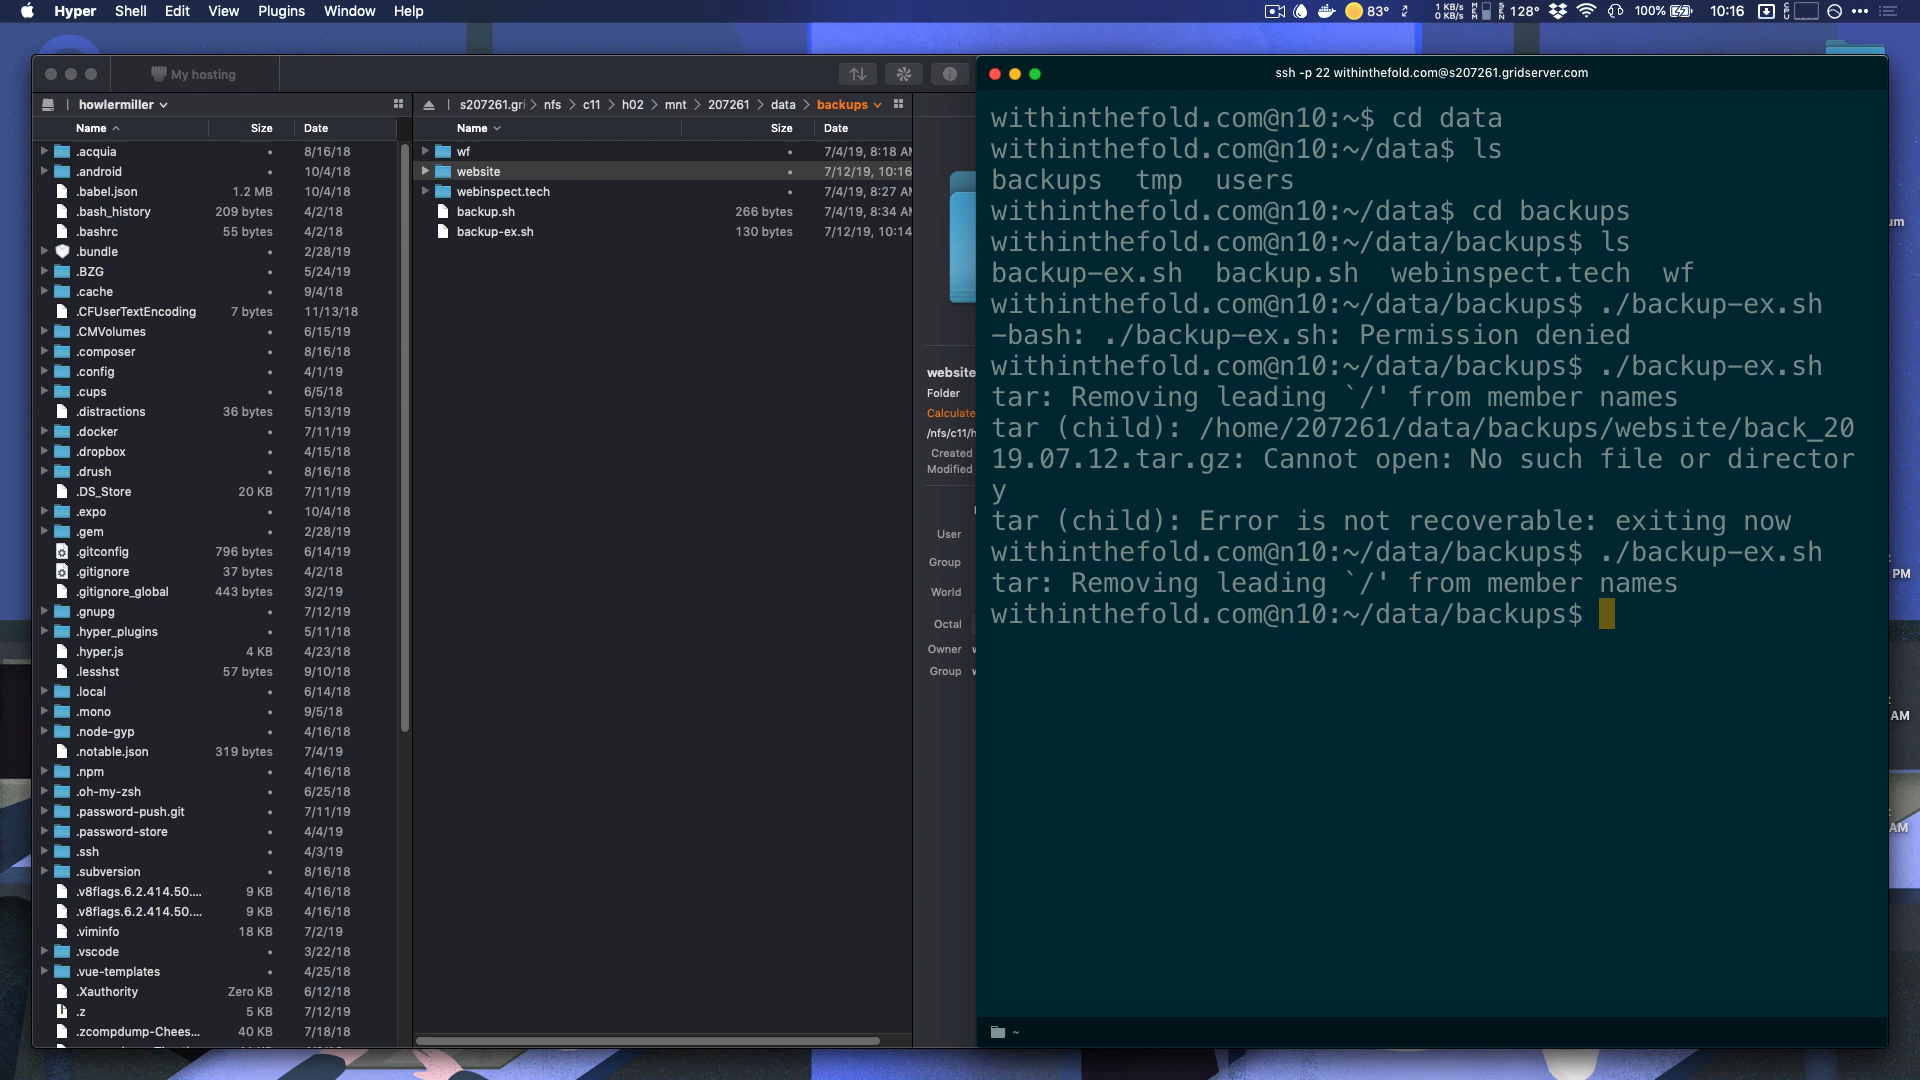 Hyper Shell Edit View Plugins Window Help
83° 1 KB/s 0 KB/s 128° 100% 10:16
My hosting
howlermiller
Name Size Date
.acquia • 8/16/18
.android • 10/4/18
.babel.json 1.2 MB 10/4/18
.bash_history 209 bytes 4/2/18
.bashrc 55 bytes 4/2/18
.bundle • 2/28/19
.BZG • 5/24/19
.cache • 9/4/18
.CFUserTextEncoding 7 bytes 11/13/18
.CMVolumes • 6/15/19
.composer • 8/16/18
.config • 4/1/19
.cups • 6/5/18
.distractions 36 bytes 5/13/19
.docker • 7/11/19
.dropbox • 4/15/18
.drush • 8/16/18
.DS_Store 20 KB 7/11/19
.expo • 10/4/18
.gem • 2/28/19
.gitconfig 796 bytes 6/14/19
.gitignore 37 bytes 4/2/18
.gitignore_global 443 bytes 3/2/19
.gnupg • 7/12/19
.hyper_plugins • 5/11/18
.hyper.js 4 KB 4/23/18
.lesshst 57 bytes 9/10/18
.local • 6/14/18
.mono • 9/5/18
.node-gyp • 4/16/18
.notable.json 319 bytes 7/4/19
.npm • 4/16/18
.oh-my-zsh • 6/25/18
.password-push.git • 7/11/19
.password-store • 4/4/19
.ssh • 4/3/19
.subversion • 8/16/18
.v8flags.6.2.414.50.... 9 KB 4/16/18
.v8flags.6.2.414.50.... 9 KB 4/16/18
.viminfo 18 KB 7/2/19
.vscode • 3/22/18
.vue-templates • 4/25/18
.Xauthority Zero KB 6/12/18
.z 5 KB 7/12/19
.zcompdump-Chees... 40 KB 7/18/18
s207261.gri > nfs > c11 > h02 > mnt > 207261 > data > backups
Name Size Date
wf • 7/4/19, 8:18 AM
website • 7/12/19, 10:16
webinspect.tech • 7/4/19, 8:27 AM
backup.sh 266 bytes 7/4/19, 8:34 AM
backup-ex.sh 130 bytes 7/12/19, 10:14
website
Folder
Calculate
/nfs/c11/h
Created
Modified
User
Group
World
Octal
Owner w
Group w
ssh -p 22 withinthefold.com@s207261.gridserver.com
withinthefold.com@n10:~$ cd data
withinthefold.com@n10:~/data$ ls
backups tmp users
withinthefold.com@n10:~/data$ cd backups
withinthefold.com@n10:~/data/backups$ ls
backup-ex.sh backup.sh webinspect.tech wf
withinthefold.com@n10:~/data/backups$ ./backup-ex.sh
-bash: ./backup-ex.sh: Permission denied
withinthefold.com@n10:~/data/backups$ ./backup-ex.sh
tar: Removing leading `/' from member names
tar (child): /home/207261/data/backups/website/back_20
19.07.12.tar.gz: Cannot open: No such file or director
y
tar (child): Error is not recoverable: exiting now
withinthefold.com@n10:~/data/backups$ ./backup-ex.sh
tar: Removing leading `/' from member names
withinthefold.com@n10:~/data/backups$
~
um
PM
AM
AM